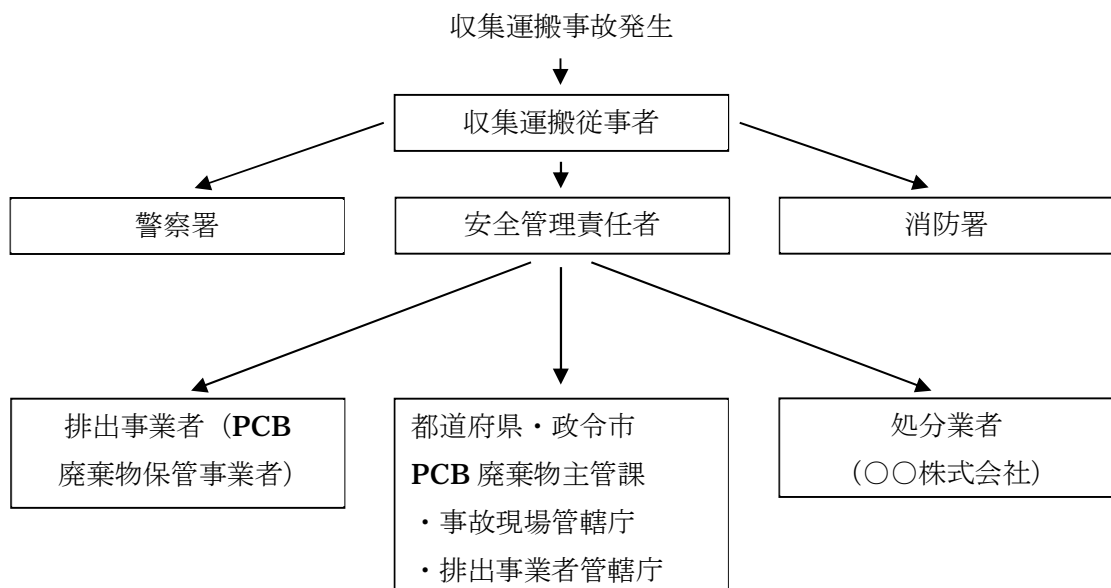 収集運搬事故発生
収集運搬従事者
警察署
安全管理責任者
消防署
排出事業者（PCB
廃棄物保管事業者）
都道府県・政令市
PCB 廃棄物主管課
・事故現場管轄庁
・排出事業者管轄庁
処分業者
（○○株式会社）